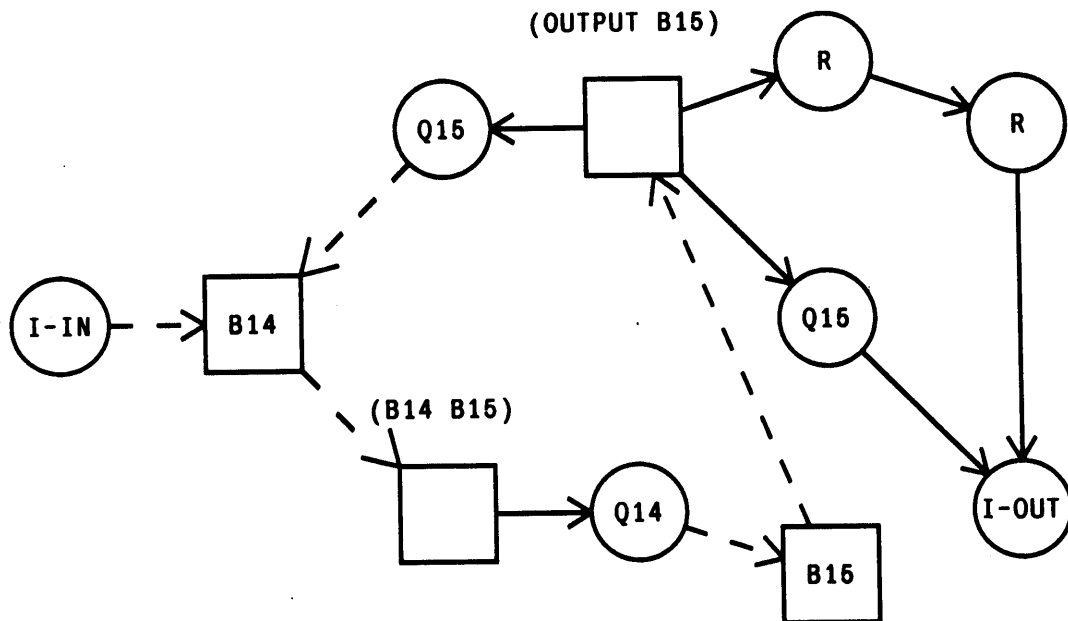 (OUTPUT B15)
R
Q15
R
I-IN
B14
Q15
(B14 B15)
Q14
I-OUT
B15